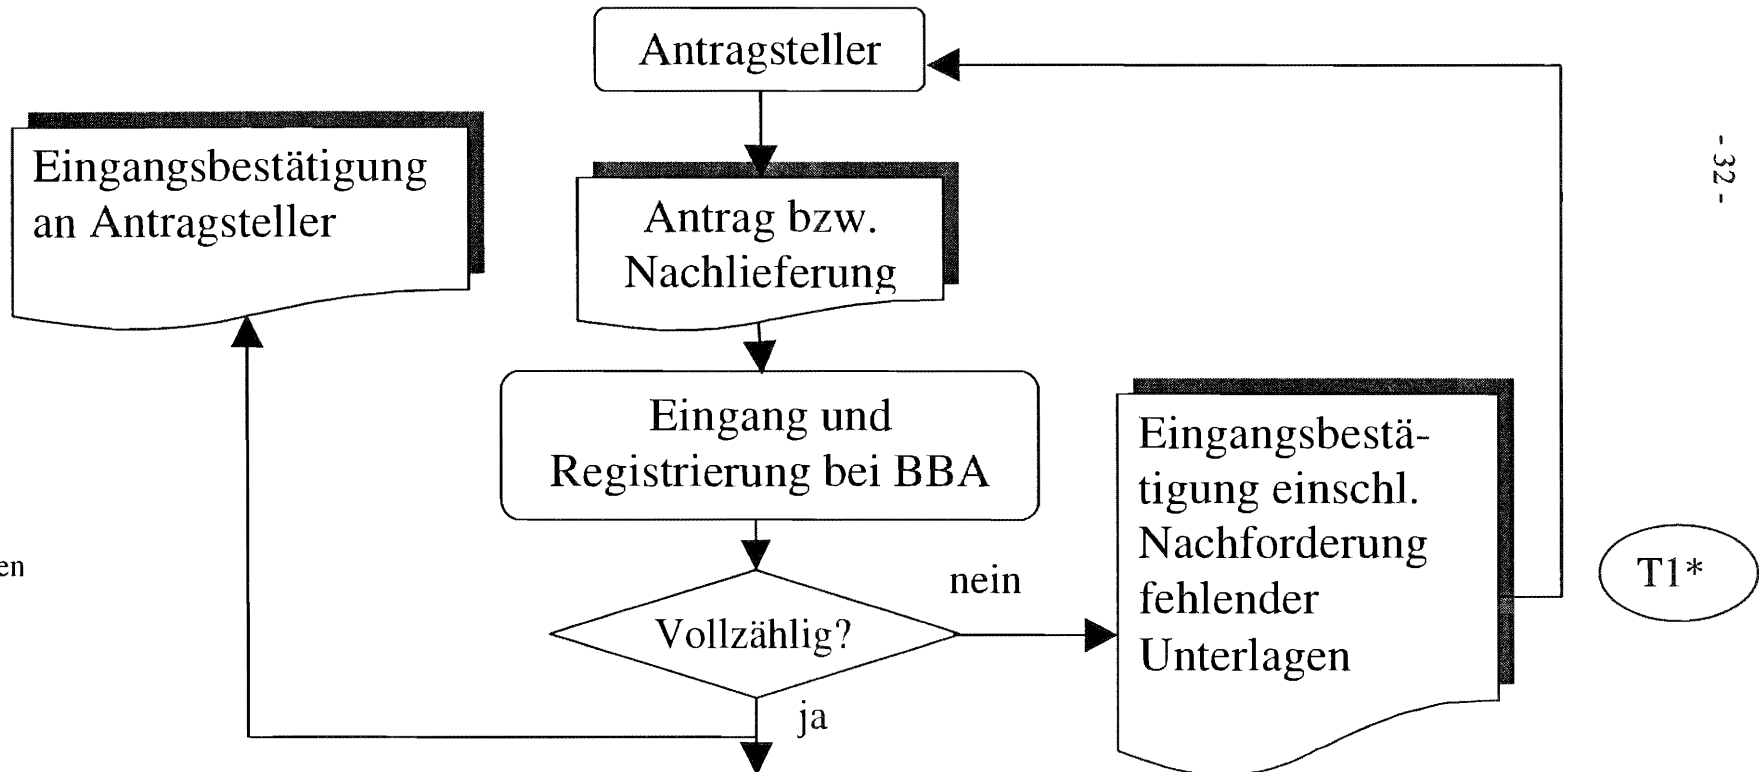 Antragsteller
- 32 -
Eingangsbestätigung
an Antragsteller
Antrag bzw.
Nachlieferung
Eingang und
Registrierung bei BBA
Eingangsbestä-
tigung einschl.
Nachforderung
fehlender
Unterlagen
T1*
en
nein
Vollzählig?
ja